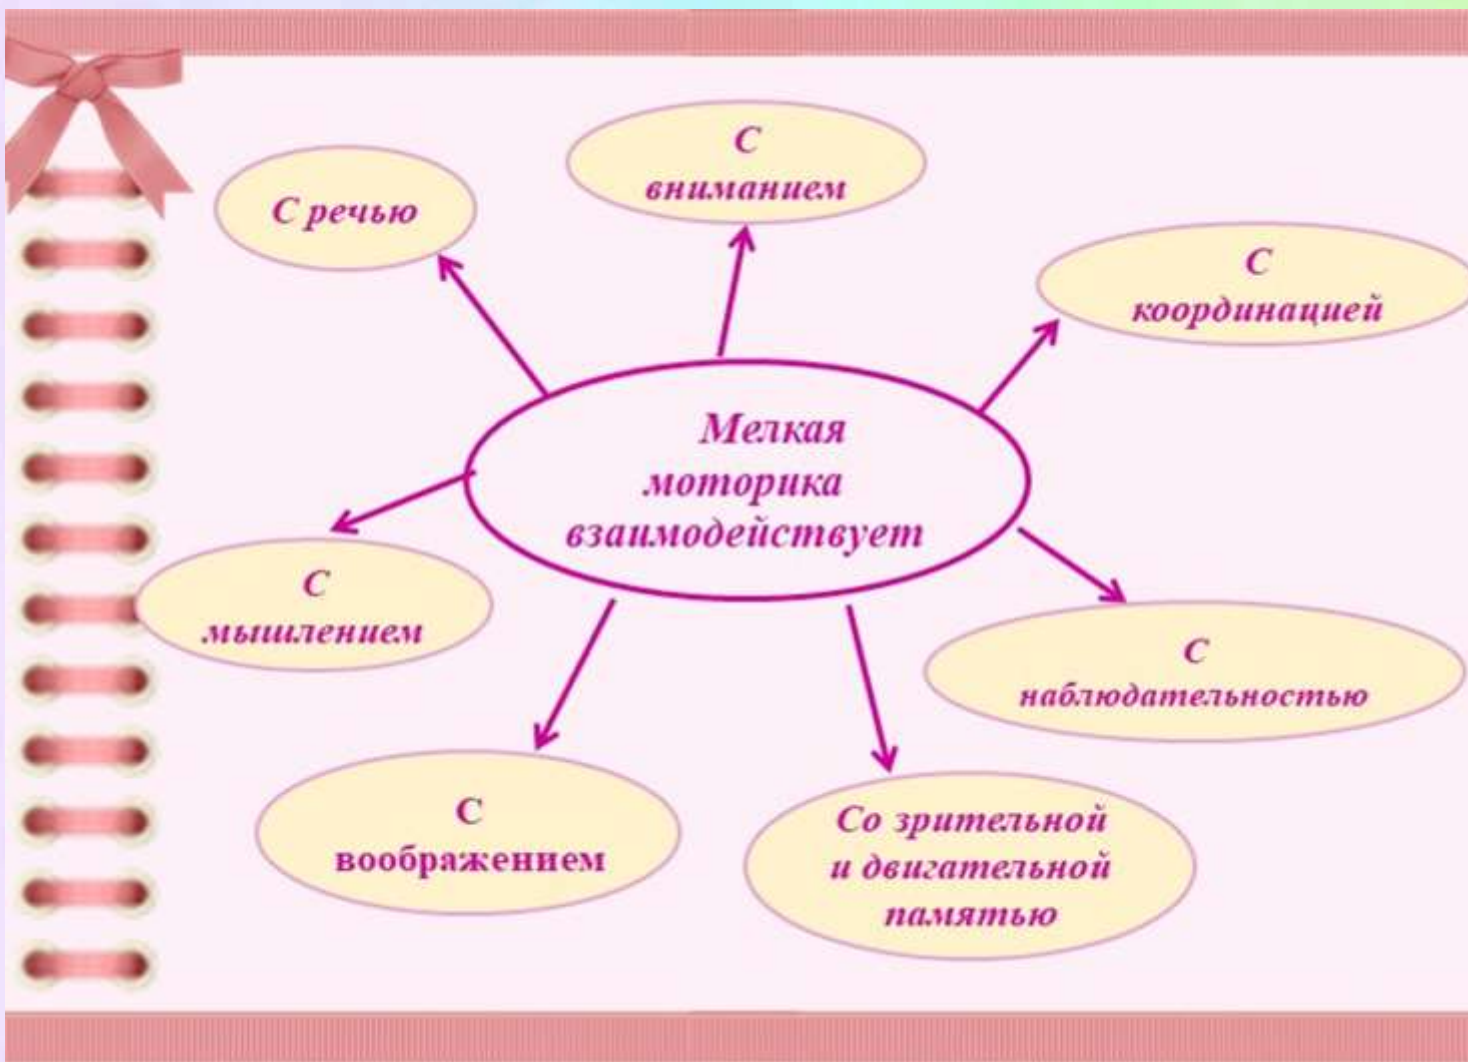 С речью
С
вниманием
С
координацией
Мелкая
моторика
взаимодействует
С
мышлением
С
наблюдательностью
С
воображением
Со зрительной
и двигательной
памятью